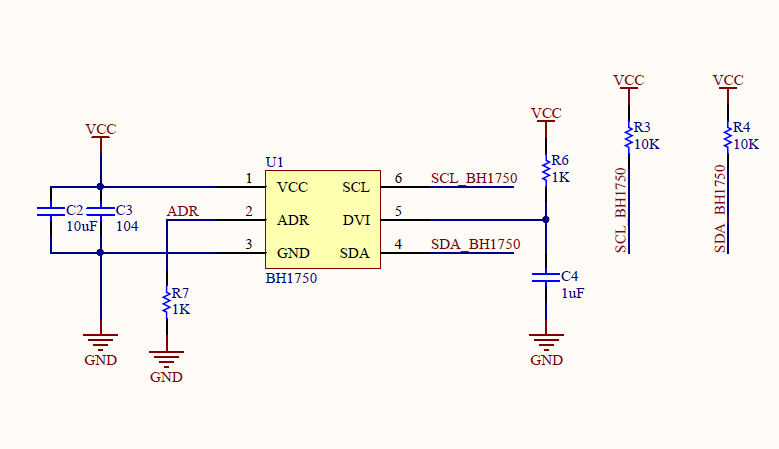 VCC
VCC
VCC
VCC
R3
10K
R4
10K
SCL_BH1750
SDA_BH1750
U1
R6
1K
1
VCC
SCL
6
SCL_BH1750
C2
10uF
C3
104
ADR
2
ADR
DVI
5
3
GND
SDA
4
SDA_BH1750
BH1750
C4
1uF
R7
1K
GND
GND
GND